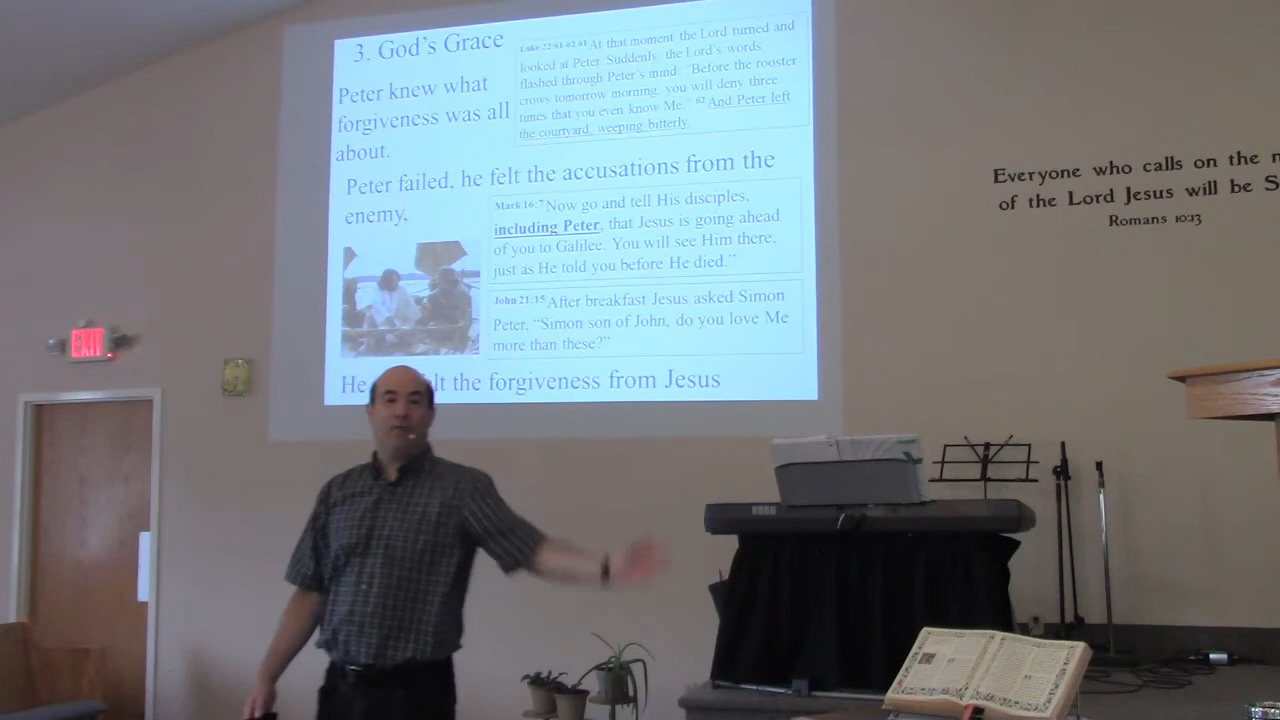 3. God's Grace
Peter knew what
forgiveness was all
about.
Luke 22:61-62 61 At that moment the Lord turned and
looked at Peter. Suddenly, the Lord's words
flashed through Peter's mind: "Before the rooster
crows tomorrow morning, you will deny three
times that you even know Me." 62 And Peter left
the courtyard, weeping bitterly.
Peter failed, he felt the accusations from the
enemy,
Mark 16:7 Now go and tell His disciples,
including Peter, that Jesus is going ahead
of you to Galilee. You will see Him there,
just as He told you before He died."
John 21:15 After breakfast Jesus asked Simon
Peter, "Simon son of John, do you love Me
more than these?"
He lt the forgiveness from Jesus
Everyone who calls on the n
of the Lord Jesus will be S
Romans 10:13
EXIT
KORG